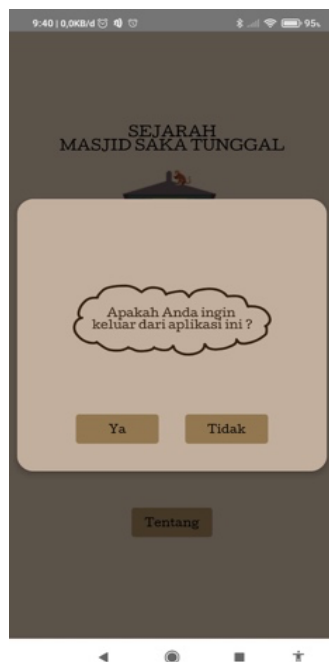 9:40 | 0,0KB/d
95%
SEJARAH
MASJID SAKA TUNGGAL
Apakah Anda ingin
keluar dari aplikasi ini ?
Ya
Tidak
Tentang